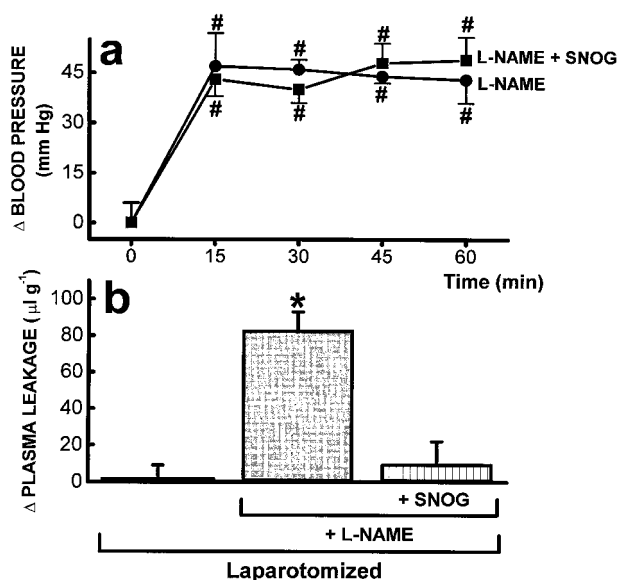 a
Δ BLOOD PRESSURE
(mm Hg)
45
30
15
0
# # # #
# # # #
L-NAME + SNOG
L-NAME
0 15 30 45 60
Time (min)
b
Δ PLASMA LEAKAGE (μl g-1)
100
80
60
40
20
0
*
+ SNOG
+ L-NAME
Laparotomized